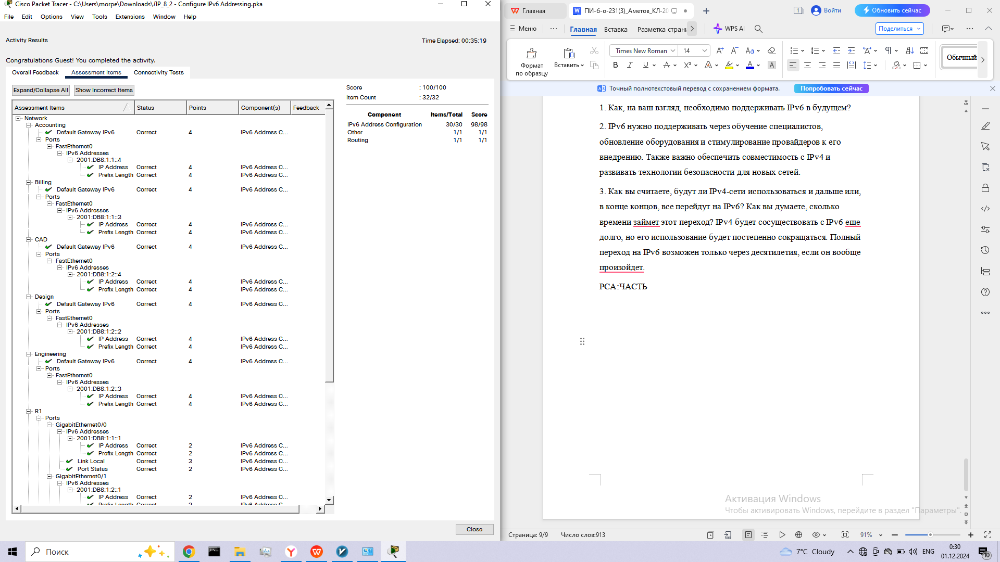 Cisco Packet Tracer - C:\Users\morpe\Downloads\ЛР_8_2 - Configure IPv6 Addressing.pka
File Edit Options View Tools Extensions Window Help
Activity Results
Time Elapsed: 00:35:19
Congratulations Guest! You completed the activity.
Overall Feedback Assessment Items Connectivity Tests
Expand/Collapse All Show Incorrect Items
Assessment Items Status Points Component(s) Feedback
Network
Accounting
Default Gateway IPv6 Correct 4 IPv6 Address C...
Ports
FastEthernet0
IPv6 Addresses
2001:DB8:1:1::4
IP Address Correct 4 IPv6 Address C...
Prefix Length Correct 4 IPv6 Address C...
Billing
Default Gateway IPv6 Correct 4 IPv6 Address C...
Ports
FastEthernet0
IPv6 Addresses
2001:DB8:1:1::3
IP Address Correct 4 IPv6 Address C...
Prefix Length Correct 4 IPv6 Address C...
CAD
Default Gateway IPv6 Correct 4 IPv6 Address C...
Ports
FastEthernet0
IPv6 Addresses
2001:DB8:1:2::4
IP Address Correct 4 IPv6 Address C...
Prefix Length Correct 4 IPv6 Address C...
Design
Default Gateway IPv6 Correct 4 IPv6 Address C...
Ports
FastEthernet0
IPv6 Addresses
2001:DB8:1:2::2
IP Address Correct 4 IPv6 Address C...
Prefix Length Correct 4 IPv6 Address C...
Engineering
Default Gateway IPv6 Correct 4 IPv6 Address C...
Ports
FastEthernet0
IPv6 Addresses
2001:DB8:1:2::3
IP Address Correct 4 IPv6 Address C...
Prefix Length Correct 4 IPv6 Address C...
R1
Ports
GigabitEthernet0/0
IPv6 Addresses
2001:DB8:1:1::1
IP Address Correct 2 IPv6 Address C...
Prefix Length Correct 2 IPv6 Address C...
Link Local Correct 3 IPv6 Address C...
Port Status Correct 2 IPv6 Address C...
GigabitEthernet0/1
IPv6 Addresses
2001:DB8:1:2::1
IP Address Correct 2 IPv6 Address C...
Prefix Length Correct 2 IPv6 Address C
Score : 100/100
Item Count : 32/32
Component Items/Total Score
IPv6 Address Configuration 30/30 98/98
Other 1/1 1/1
Routing 1/1 1/1
Close
Главная
ПИ-б-о-231(3)_Аметов_КЛ-20
Войти
Обновить сейчас
Меню
Главная Вставка Разметка страни
WPS AI
Поделиться
Формат по образцу
Вставить
Times New Roman 14
Обычный
Точный полнотекстовый перевод с сохранением формата.
Попробовать сейчас
1. Как, на ваш взгляд, необходимо поддерживать IPv6 в будущем?
2. IPv6 нужно поддерживать через обучение специалистов,
обновление оборудования и стимулирование провайдеров к его
внедрению. Также важно обеспечить совместимость с IPv4 и
развивать технологии безопасности для новых сетей.
3. Как вы считаете, будут ли IPv4-сети использоваться и дальше или,
в конце концов, все перейдут на IPv6? Как вы думаете, сколько
времени займет этот переход? IPv4 будет сосуществовать с IPv6 еще
долго, но его использование будет постепенно сокращаться. Полный
переход на IPv6 возможен только через десятилетия, если он вообще
произойдет.
РСА:ЧАСТЬ
Активация Windows
Чтобы активировать Windows, перейдите в раздел "Параметры".
Страница: 9/9 Число слов:913
91%
Поиск
7°C Cloudy
ENG
0:30
01.12.2024
10